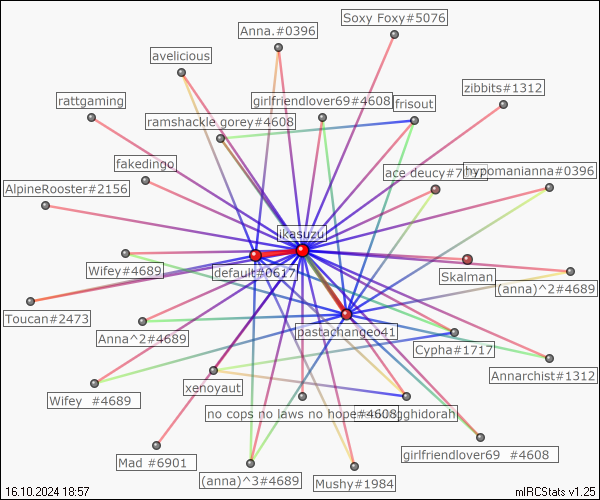 Soxy Foxy#5076
Anna.#0396
avelicious
zibbits#1312
rattgaming
girlfriendlover69#4608
frisout
ramshackle gorey#4608
fakedingo
ace deucy#7
hypomanianna#0396
AlpineRooster#2156
ikasuzu
Wifey#4689
default#0617
Skalman
(anna)^2#4689
Toucan#2473
Anna^2#4689
pastachange041
Cypha#1717
Annarchist#1312
xenoyaut
Wifey #4689
no cops no laws no hope#4608
gghidorah
girlfriendlover69 #4608
Mad #6901
(anna)^3#4689
Mushy#1984
16.10.2024 18:57
mIRCStats v1.25